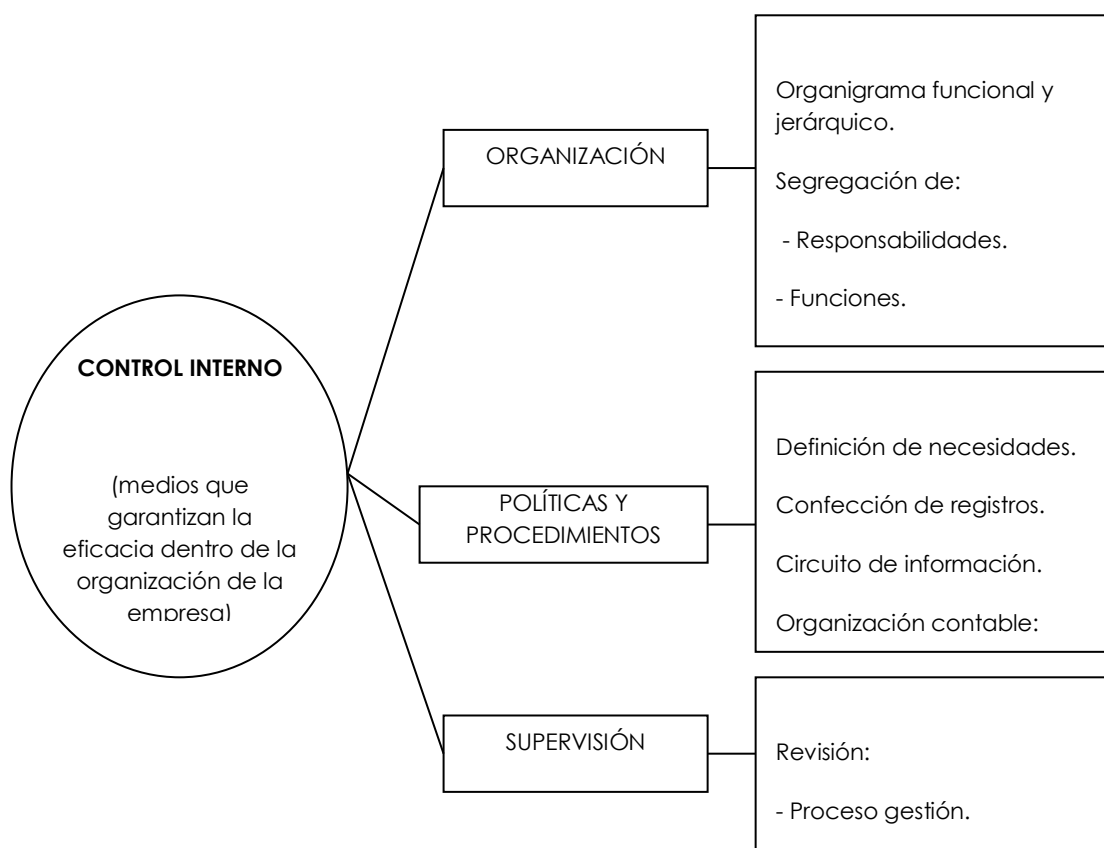 CONTROL INTERNO
(medios que
garantizan la
eficacia dentro de la
organización de la
empresa)
ORGANIZACIÓN
Organigrama funcional y
jerárquico.
Segregación de:
- Responsabilidades.
- Funciones.
POLÍTICAS Y
PROCEDIMIENTOS
Definición de necesidades.
Confección de registros.
Circuito de información.
Organización contable:
SUPERVISIÓN
Revisión:
- Proceso gestión.